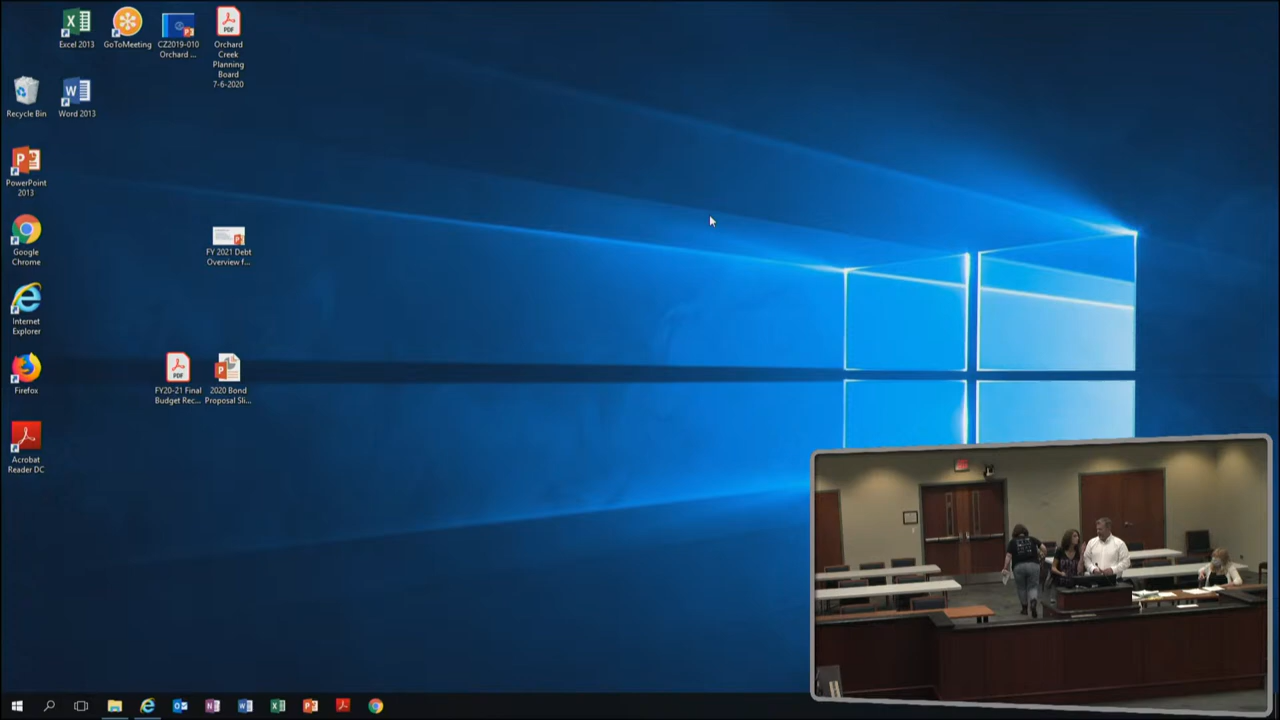 Excel 2013
GoToMeeting
CZ2019-010
Orchard ...
Orchard
Creek
Planning
Board
7-6-2020
Recycle Bin
Word 2013
PowerPoint
2013
Google
Chrome
FY 2021 Debt
Overview f...
Internet
Explorer
Firefox
FY20-21 Final
Budget Rec...
2020 Bond
Proposal Sli...
Acrobat
Reader DC